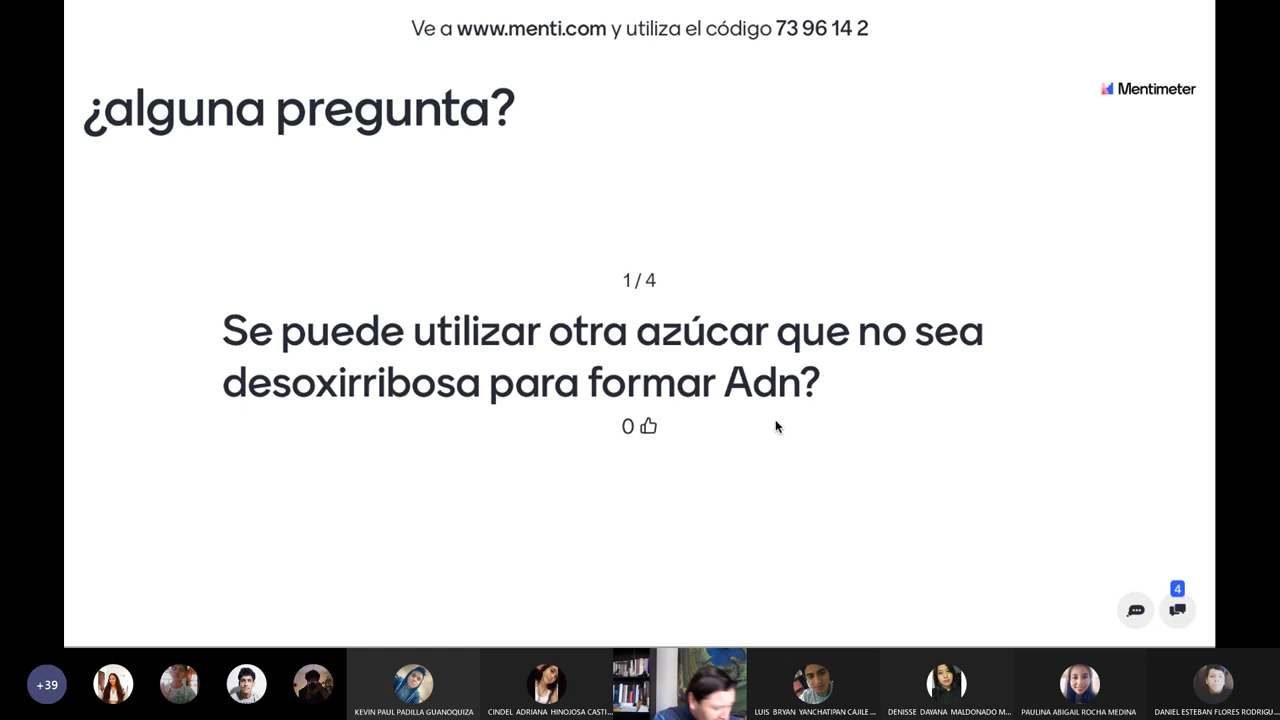 Ve a www.menti.com y utiliza el código 73 96 14 2
Mentimeter
¿alguna pregunta?
1 / 4
Se puede utilizar otra azúcar que no sea
desoxirribosa para formar Adn?
0
4
+39
KEVIN PAUL PADILLA GUANOQUIZA
CINDEL ADRIANA HINOJOSA CASTI...
LUIS BRYAN YANCHATIPAN CAJILE...
DENISSE DAYANA MALDONADO M...
PAULINA ABIGAIL ROCHA MEDINA
DANIEL ESTEBAN FLORES RODRIGU